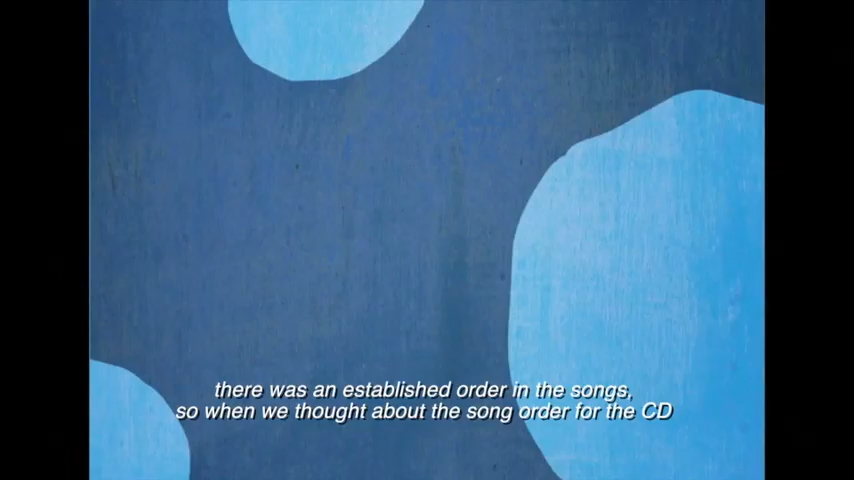 there was an established order in the songs,
so when we thought about the song order for the CD